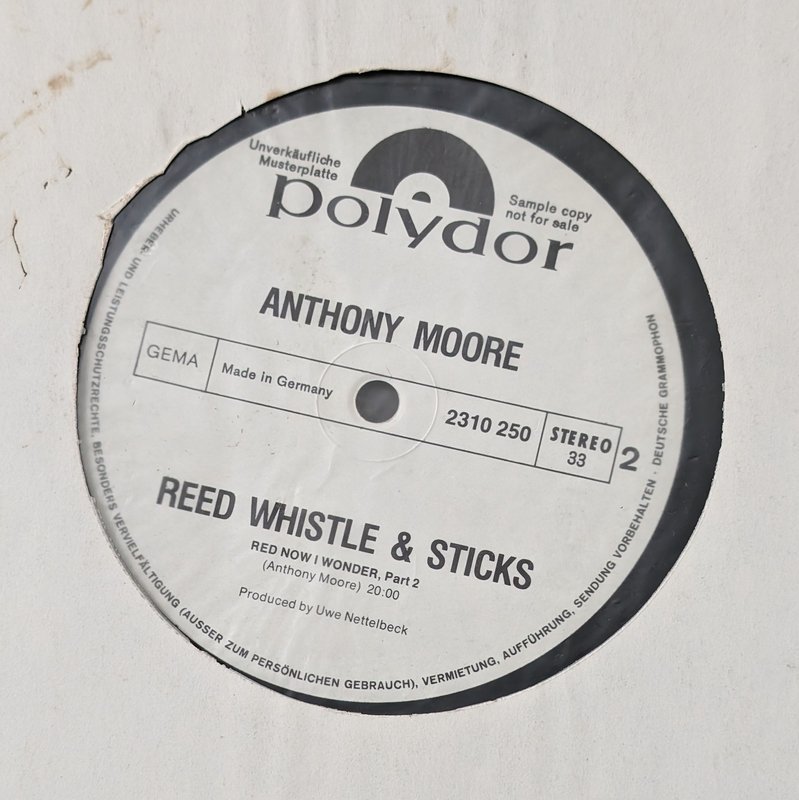 Unverkäufliche
Musterplatte
Sample copy
not for sale
polydor
ANTHONY MOORE
GEMA
Made in Germany
2310 250
STEREO
33
2
REED WHISTLE & STICKS
RED NOW I WONDER, Part 2
(Anthony Moore) 20:00
Produced by Uwe Nettelbeck
URHEBER- UND LEISTUNGSSCHUTZRECHTE, BESONDERS VERVIELFÄLTIGUNG (AUSSER ZUM PERSÖNLICHEN GEBRAUCH), VERMIETUNG, AUFFÜHRUNG, SENDUNG VORBEHALTEN · DEUTSCHE GRAMMOPHON